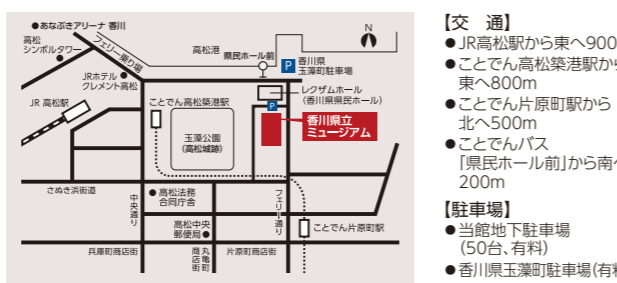 ●あなぶきアリーナ 香川
高松
シンボルタワー
フェリー乗り場
高松港
県民ホール前
N
P
香川県
玉藻町駐車場
JRホテル
クレメント高松
レクザムホール
(香川県県民ホール)
JR 高松駅
ことでん高松築港駅
P
香川県立
ミュージアム
玉藻公園
(高松城跡)
さぬき浜街道
中央通り
●高松法務
合同庁舎
フェリー通り
高松中央
郵便局●
ことでん片原町駅
兵庫町商店街
丸亀町
商店街
片原町商店街
【交 通】
●JR高松駅から東へ900
●ことでん高松築港駅から
東へ800m
●ことでん片原町駅から
北へ500m
●ことでんバス
「県民ホール前」から南へ
200m
【駐車場】
●当館地下駐車場
(50台、有料)
●香川県玉藻町駐車場(有料